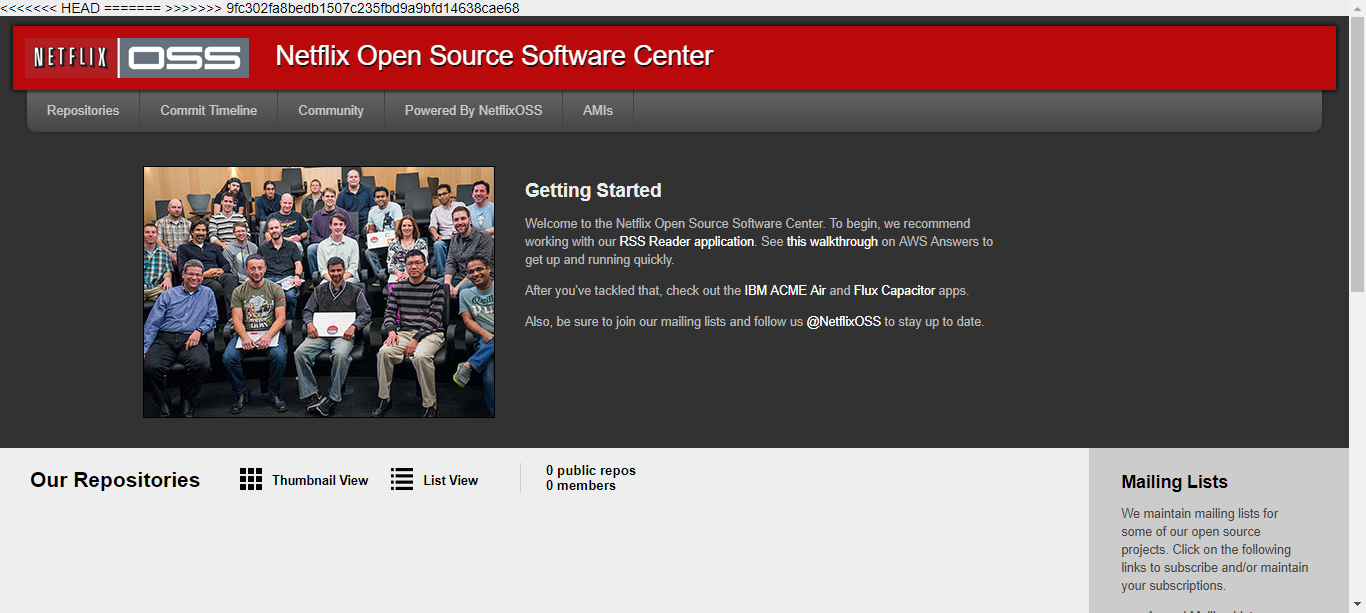 <<<<<<< HEAD ======= >>>>>>> 9fc302fa8bedb1507c235fbd9a9bfd14638cae68
NETFLIX OSS Netflix Open Source Software Center
Repositories Commit Timeline Community Powered By NetflixOSS AMIs
Getting Started
Welcome to the Netflix Open Source Software Center. To begin, we recommend
working with our RSS Reader application. See this walkthrough on AWS Answers to
get up and running quickly.
After you've tackled that, check out the IBM ACME Air and Flux Capacitor apps.
Also, be sure to join our mailing lists and follow us @NetflixOSS to stay up to date.
Our Repositories Thumbnail View List View
0 public repos
0 members
Mailing Lists
We maintain mailing lists for
some of our open source
projects. Click on the following
links to subscribe and/or maintain
your subscriptions.